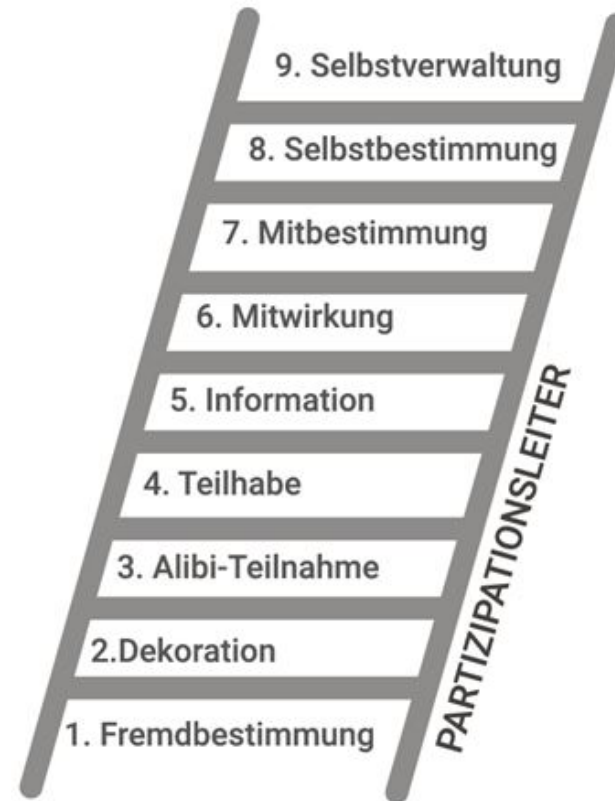 9. Selbstverwaltung
8. Selbstbestimmung
7. Mitbestimmung
6. Mitwirkung
5. Information
4. Teilhabe
3. Alibi-Teilnahme
2.Dekoration
1. Fremdbestimmung
PARTIZIPATIONSLEITER